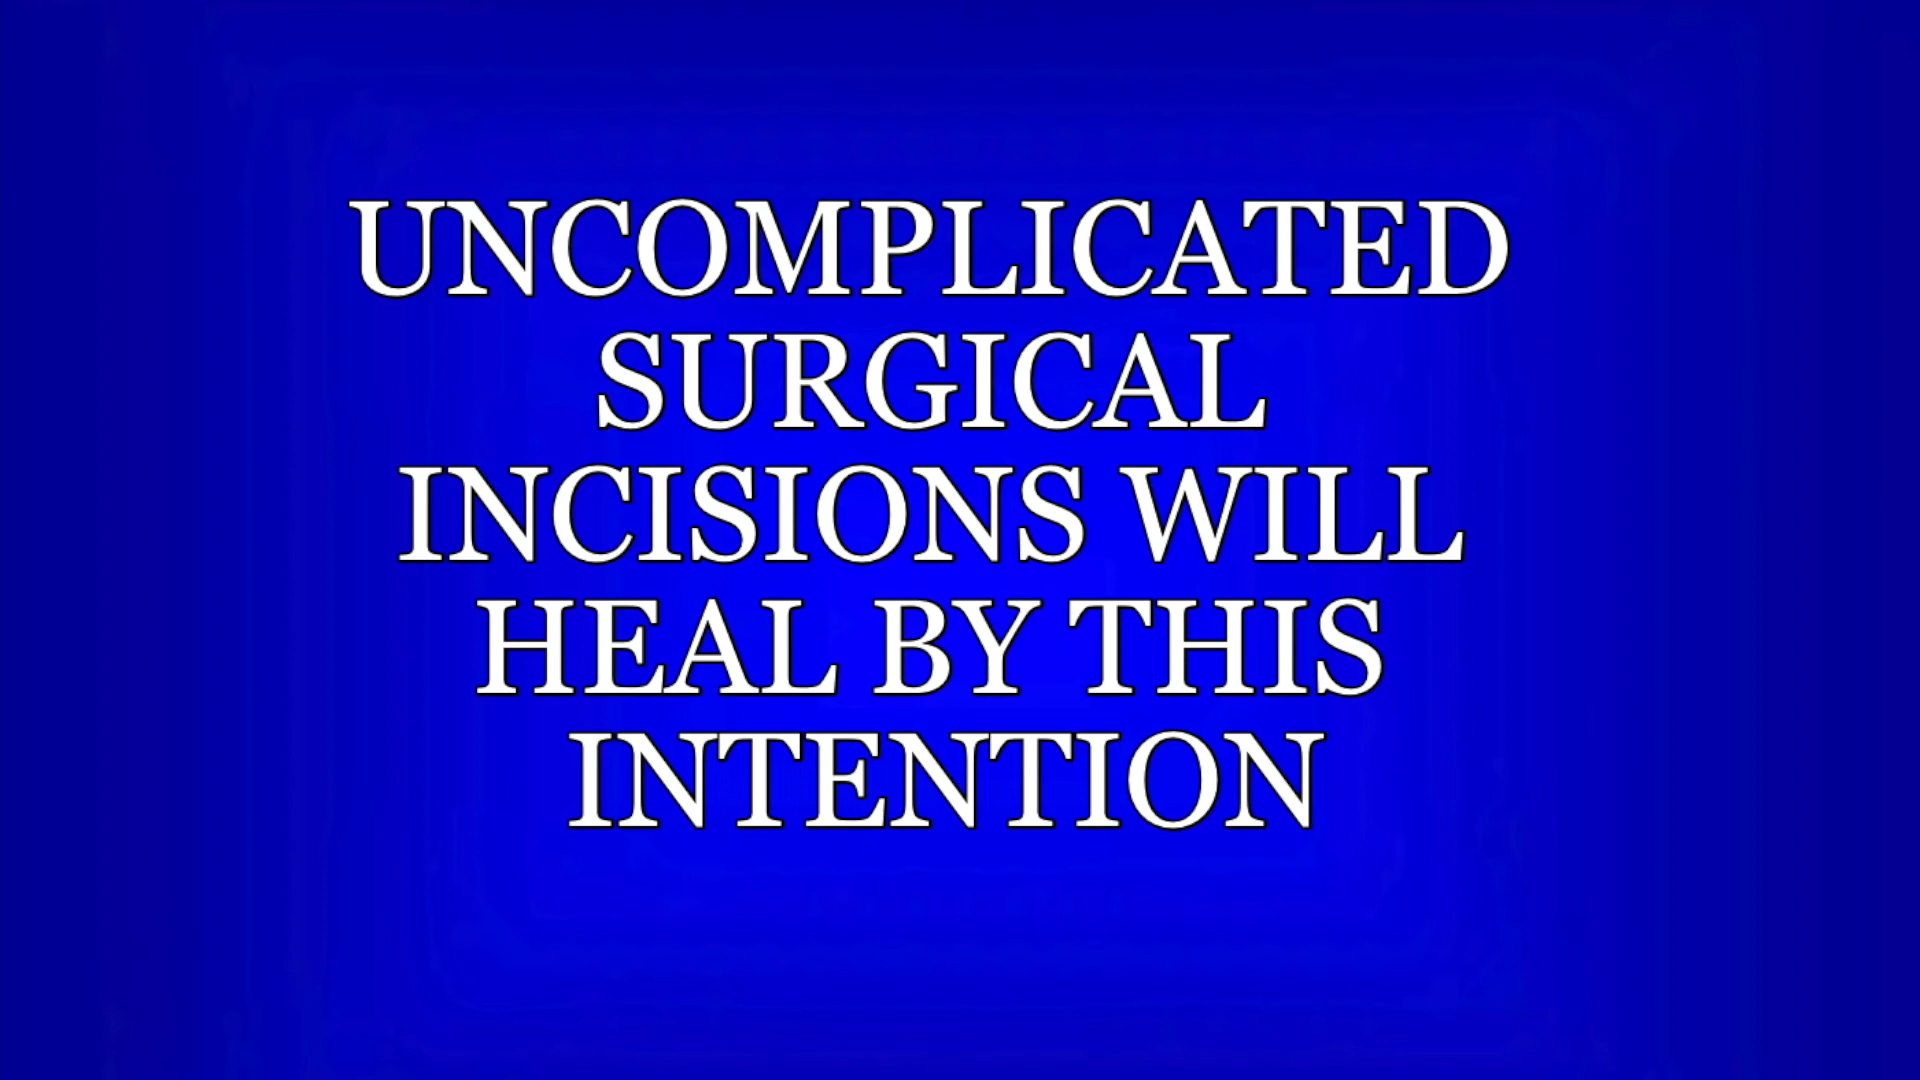 UNCOMPLICATED
SURGICAL
INCISIONS WILL
HEAL BY THIS
INTENTION